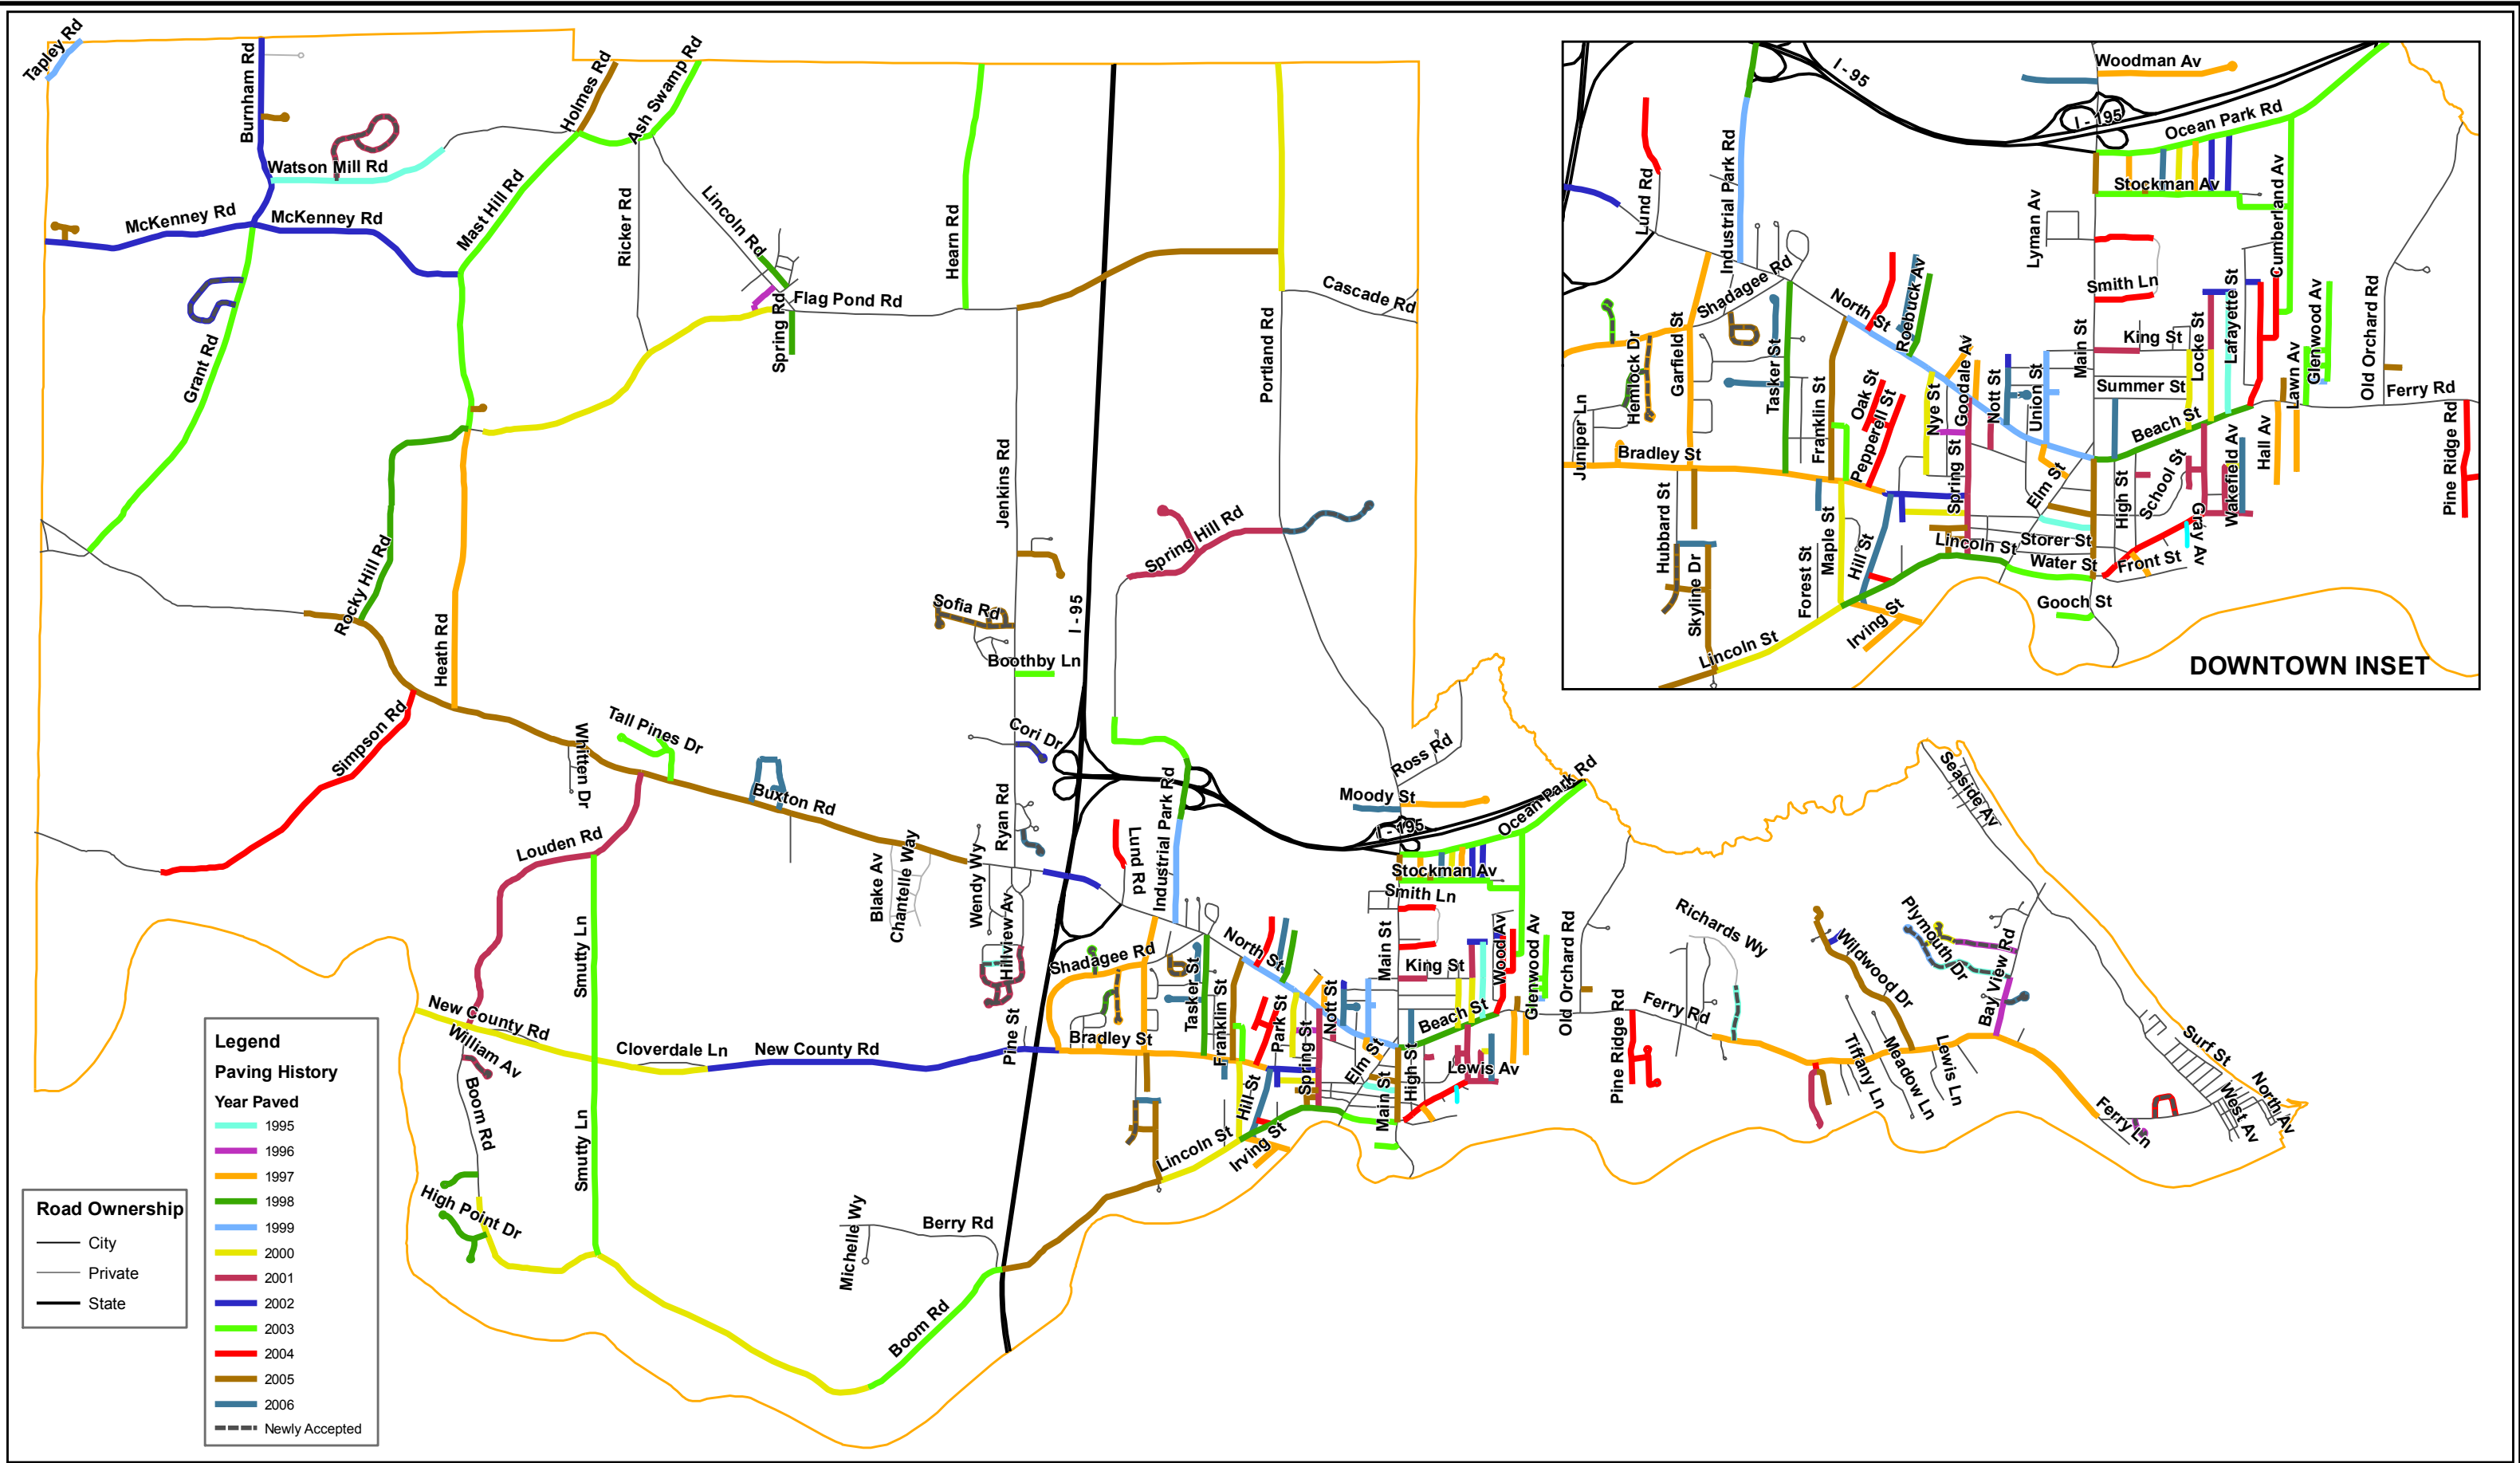 Tapley Rd
Burnham Rd
Holmes Rd
Ash Swamp Rd
Watson Mill Rd
McKenney Rd
McKenney Rd
Mast Hill Rd
Ricker Rd
Lincoln Rd
Hearn Rd
Flag Pond Rd
Spring Rd
Cascade Rd
Portland Rd
Grant Rd
Jenkins Rd
Spring Hill Rd
Rocky Hill Rd
Heath Rd
Sofia Rd
I - 95
Boothby Ln
Simpson Rd
Whitten Dr
Tall Pines Dr
Buxton Rd
Cori Dr
Ryan Rd
Louden Rd
Blake Av
Chantelle Way
Wendy Wy
Hillview Av
Lund Rd
Industrial Park Rd
Ross Rd
Moody St
I - 195
Ocean Park Rd
Stockman Av
Smith Ln
Main St
King St
Wood Av
Glenwood Av
Old Orchard Rd
North St
Shadagee Rd
Tasker St
Franklin St
Park St
Spring St
Nott St
Beach St
Bradley St
Elm St
High St
Lewis Av
Main St
Hill St
Lincoln St
Irving St
Pine St
Smutty Ln
Smutty Ln
New County Rd
Cloverdale Ln
New County Rd
William Av
Boom Rd
High Point Dr
Michelle Wy
Berry Rd
Boom Rd
Pine Ridge Rd
Ferry Rd
Richards Wy
Wildwood Dr
Plymouth Dr
Bay View Rd
Tiffany Ln
Meadow Ln
Lewis Ln
Seaside Av
Surf St
North Av
West Av
Ferry Ln
Woodman Av
I - 95
I - 195
Ocean Park Rd
Stockman Av
Cumberland Av
Lund Rd
Industrial Park Rd
Lyman Av
Shadagee Rd
North St
Roebuck Av
Smith Ln
Main St
King St
Locke St
Lafayette St
Glenwood Av
Lawn Av
Old Orchard Rd
Ferry Rd
Summer St
Hemlock Dr
Garfield St
Tasker St
Franklin St
Oak St
Pepperell St
Nye St
Goodale Av
Nott St
Union St
Juniper Ln
Bradley St
Beach St
Hall Av
Pine Ridge Rd
Hubbard St
Skyline Dr
Maple St
Forest St
Hill St
Spring St
Elm St
High St
School St
Wakefield Av
Gray Av
Lincoln St
Storer St
Water St
Front St
Gooch St
Irving St
Lincoln St
DOWNTOWN INSET
Road Ownership
City
Private
State
Legend
Paving History
Year Paved
1995
1996
1997
1998
1999
2000
2001
2002
2003
2004
2005
2006
Newly Accepted